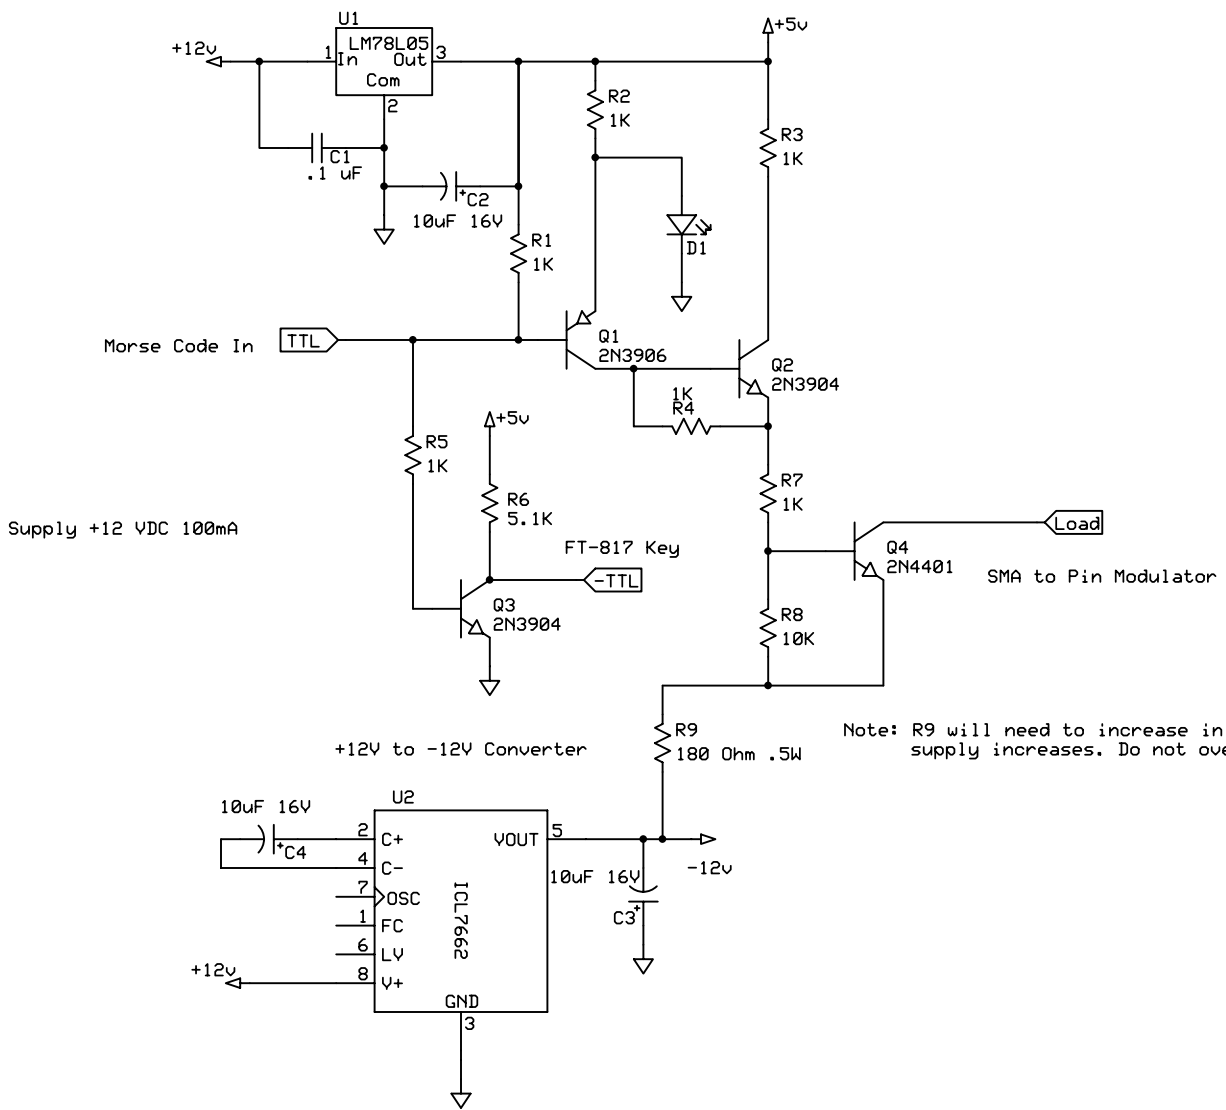 U1
+5v
+12v
1
LM78L05
3
In
Out
Com
2
R2
1K
R3
1K
C1
.1 uF
+C2
10uF 16V
R1
1K
D1
Morse Code In
TTL
Q1
2N3906
Q2
2N3904
1K
R4
+5v
R5
1K
R6
5.1K
R7
1K
Supply +12 VDC 100mA
Load
FT-817 Key
Q4
2N4401
SMA to Pin Modulator
-TTL
Q3
2N3904
R8
10K
R9
180 Ohm .5W
Note: R9 will need to increase in
supply increases. Do not ove
+12V to -12V Converter
U2
10uF 16V
+C4
2
C+
VOUT
5
4
C-
-12v
10uF 16V
7
OSC
C3+
ICL7662
1
FC
6
LV
+12v
8
V+
GND
3